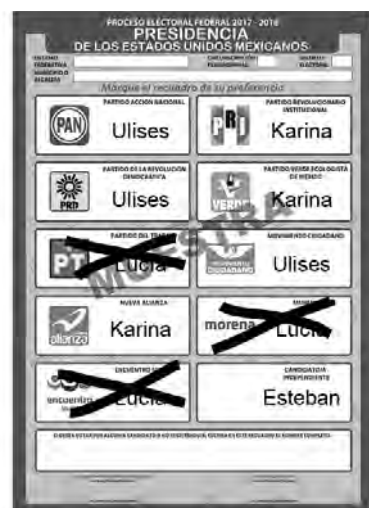 PROCESO ELECTORAL FEDERAL 2017 - 2018
PRESIDENCIA
DE LOS ESTADOS UNIDOS MEXICANOS
Marque el recuadro de su preferencia
PARTIDO ACCIÓN NACIONAL
PAN
Ulises
PARTIDO REVOLUCIONARIO
INSTITUCIONAL
PRI
Karina
PARTIDO DE LA REVOLUCIÓN
DEMOCRÁTICA
PRD
Ulises
PARTIDO VERDE ECOLOGISTA
DE MÉXICO
VERDE
Karina
PARTIDO DEL TRABAJO
PT
Lucía
MOVIMIENTO CIUDADANO
MOVIMIENTO
CIUDADANO
Ulises
MUESTRA
NUEVA ALIANZA
alianza
Karina
morena
Lucía
ENCUENTRO
encuentro
Lucía
CANDIDATO/A
INDEPENDIENTE
Esteban